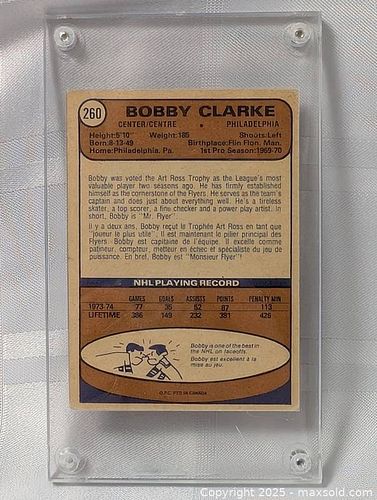 260
BOBBY CLARKE
CENTER/CENTRE • PHILADELPHIA
Height:5'10" Weight:185 Shoots:Left
Born:8-13-49 Birthplace:Flin Flon, Man.
Home:Philadelphia, Pa. 1st Pro Season:1969-70
Bobby was voted the Art Ross Trophy as the League's most
valuable player two seasons ago. He has firmly established
himself as the cornerstone of the Flyers. He serves as the team's
captain and does just about everything well. He's a tireless
skater, a top scorer, a fine checker and a power play artist. In
short, Bobby is "Mr. Flyer".
Il y a deux ans, Bobby reçut le Trophée Art Ross en tant que
"joueur le plus utile". Il est maintenant le pilier principal des
Flyers. Bobby est capitaine de l'équipe. Il excelle comme
patineur, compteur, metteur en échec et spécialiste du jeu de
puissance. En bref, Bobby est "Monsieur Flyer"!
NHL PLAYING RECORD
GAMES GOALS ASSISTS POINTS PENALTY MIN
1973-74 77 35 52 87 113
LIFETIME 386 149 232 381 426
Bobby is one of the best in
the NHL on faceoffs.
Bobby est excellent à la
mise au jeu.
O.P.C. PTD IN CANADA
Copyright 2025 - maxsold.com